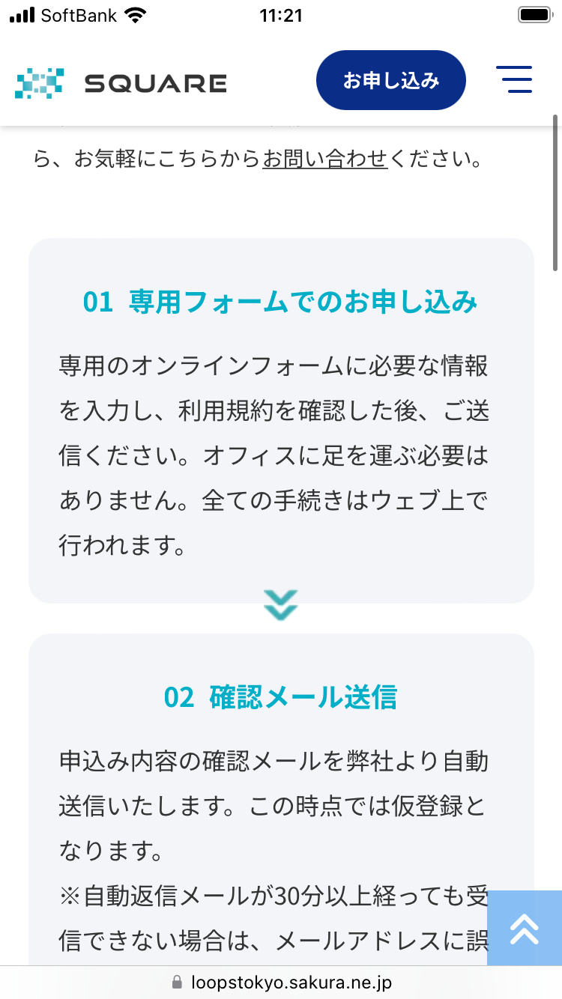 SoftBank 11:21
SQUARE お申し込み
ら、お気軽にこちらからお問い合わせください。
01 専用フォームでのお申し込み
専用のオンラインフォームに必要な情報
を入力し、利用規約を確認した後、ご送
信ください。オフィスに足を運ぶ必要は
ありません。全ての手続きはウェブ上で
行われます。
02 確認メール送信
申込み内容の確認メールを弊社より自動
送信いたします。この時点では仮登録と
なります。
※自動返信メールが30分以上経っても受
信できない場合は、メールアドレスに誤
loopstokyo.sakura.ne.jp